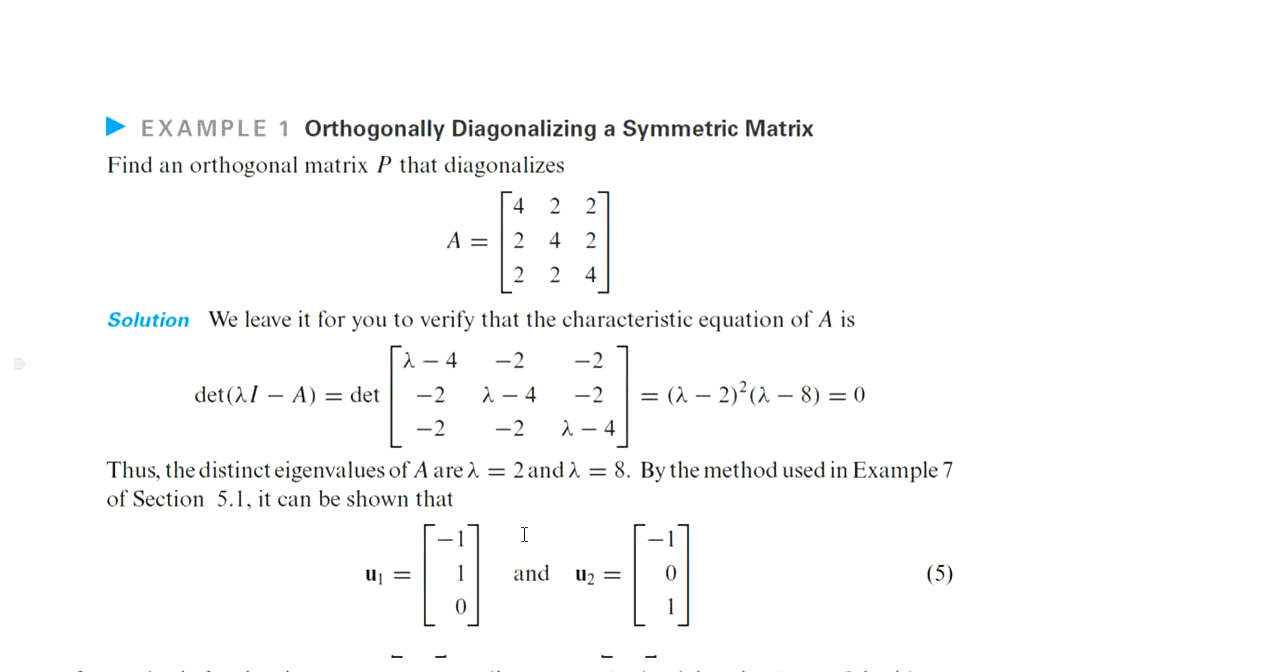 EXAMPLE 1 Orthogonally Diagonalizing a Symmetric Matrix
Find an orthogonal matrix P that diagonalizes
A = [4 2 2
2 4 2
2 2 4]
Solution We leave it for you to verify that the characteristic equation of A is
det(λI − A) = det [λ − 4 −2 −2
−2 λ − 4 −2
−2 −2 λ − 4] = (λ − 2)²(λ − 8) = 0
Thus, the distinct eigenvalues of A are λ = 2 and λ = 8. By the method used in Example 7
of Section 5.1, it can be shown that
u₁ = [−1 1 0] and u₂ = [−1 0 1] (5)